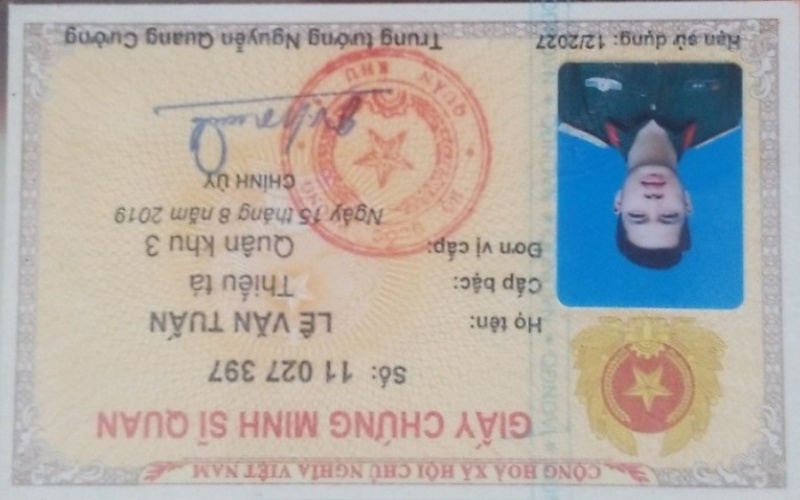 CỘNG HOÀ XÃ HỘI CHỦ NGHĨA VIỆT NAM
GIẤY CHỨNG MINH SĨ QUAN
Số: 11 027 397
Họ tên: LÊ VĂN TUẤN
Cấp bậc: Thiếu tá
Đơn vị cấp: Quân khu 3
Ngày 15 tháng 8 năm 2019
CHÍNH ỦY
QUÂN KHU
BỘ QUỐC
Hạn sử dụng: 12/2027
Trung tướng Nguyễn Quang Cường